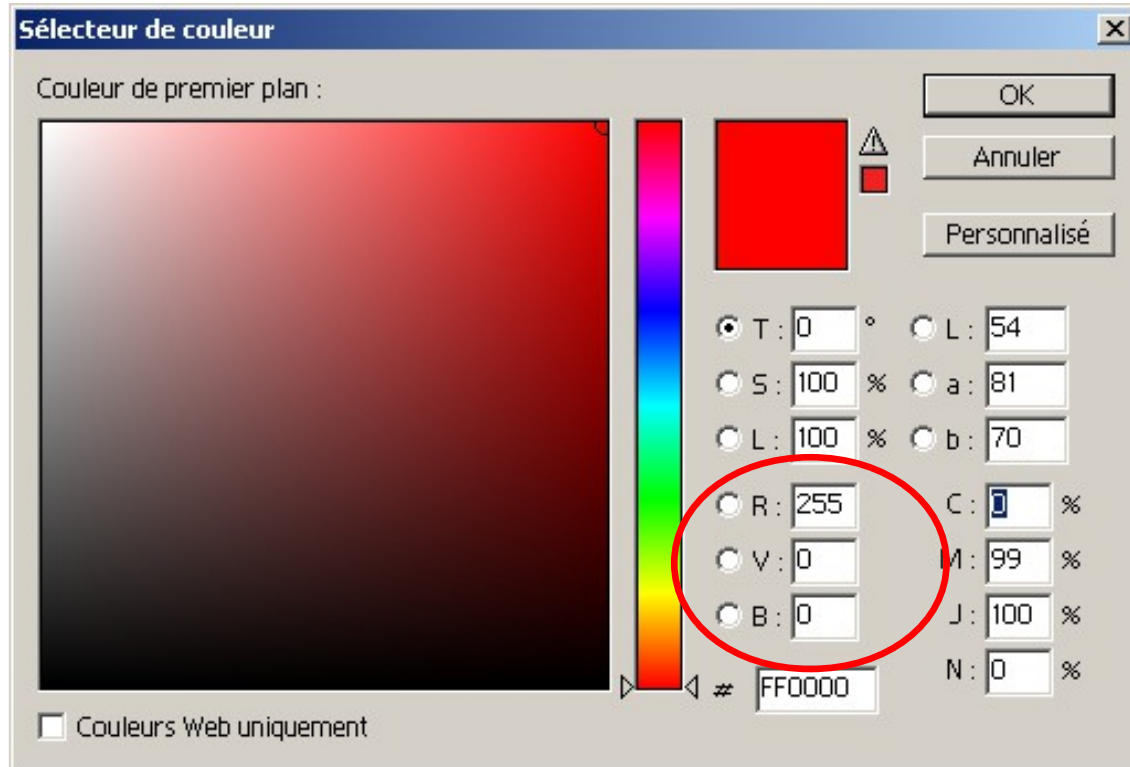 Sélecteur de couleur
Couleur de premier plan :
OK
Annuler
Personnalisé
T : 0 °
S : 100 %
L : 100 %
R : 255
V : 0
B : 0
# FF0000
L : 54
a : 81
b : 70
C : 0 %
M : 99 %
J : 100 %
N : 0 %
Couleurs Web uniquement